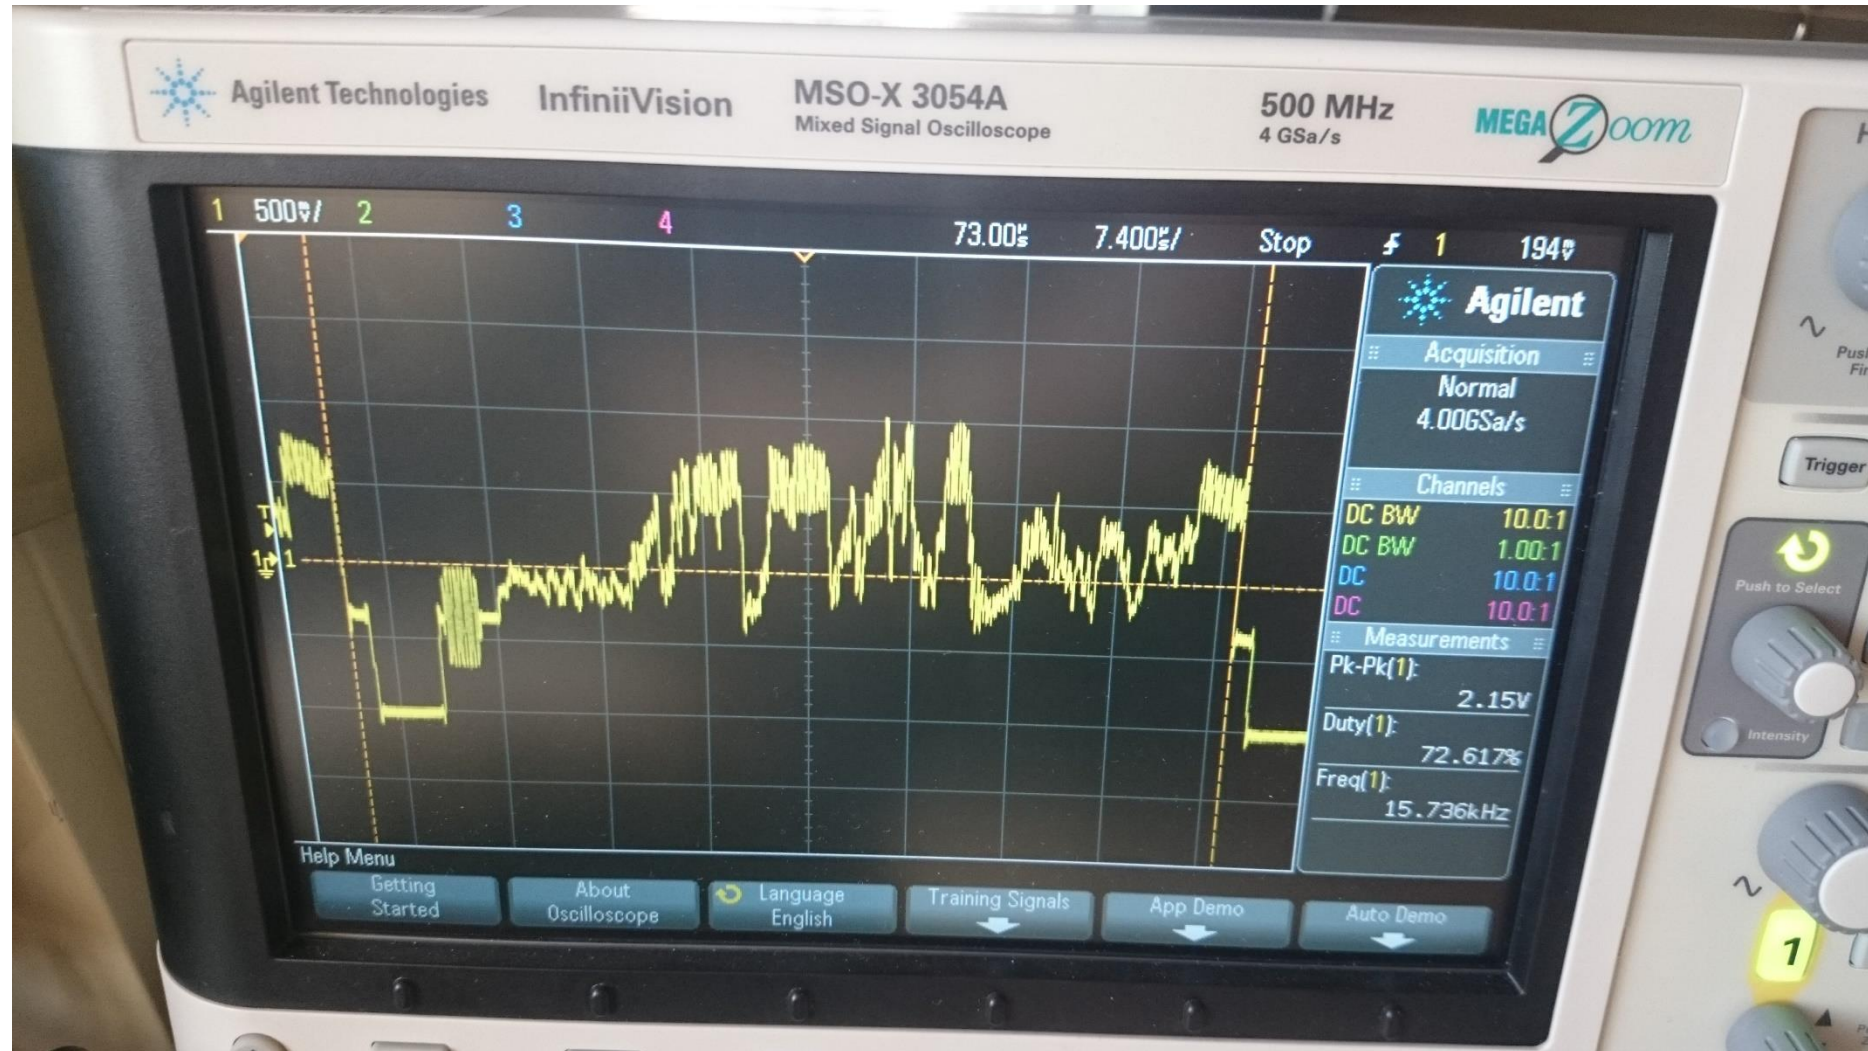 Agilent Technologies InfiniiVision MSO-X 3054A 500 MHz MEGA Zoom
Mixed Signal Oscilloscope 4 GSa/s
1 500mV/ 2 3 4 73.00µs 7.400µs/ Stop 1 194mV
Agilent
Acquisition
Normal
4.00GSa/s
Channels
DC BW 10.0:1
DC BW 1.00:1
DC 10.0:1
DC 10.0:1
Measurements
Pk-Pk(1):
2.15V
Duty(1):
72.617%
Freq(1):
15.736kHz
T
1 1
Help Menu
Getting Started
About Oscilloscope
Language English
Training Signals
App Demo
Auto Demo
Trigger
Push to Select
Intensity
1